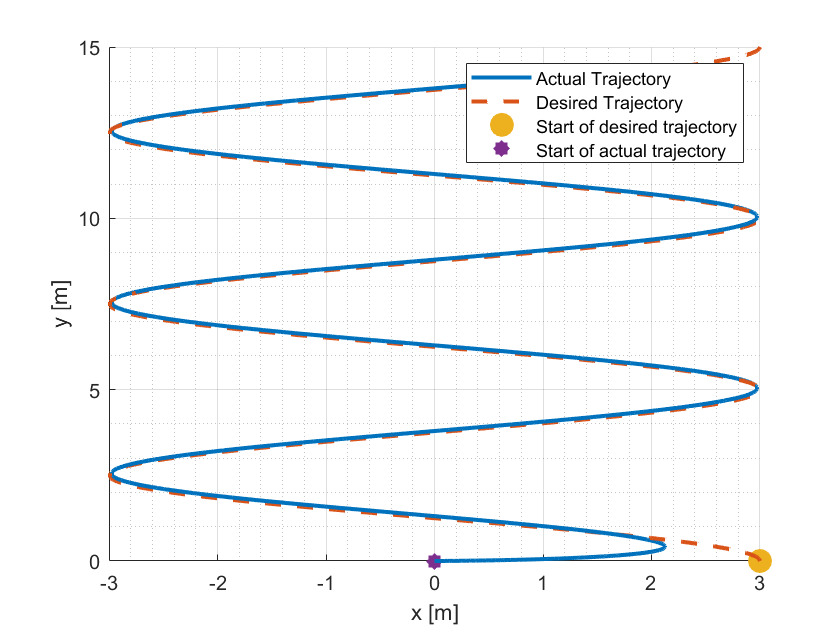 15
Actual Trajectory
Desired Trajectory
Start of desired trajectory
Start of actual trajectory
10
y [m]
5
0
-3 -2 -1 0 1 2 3
x [m]